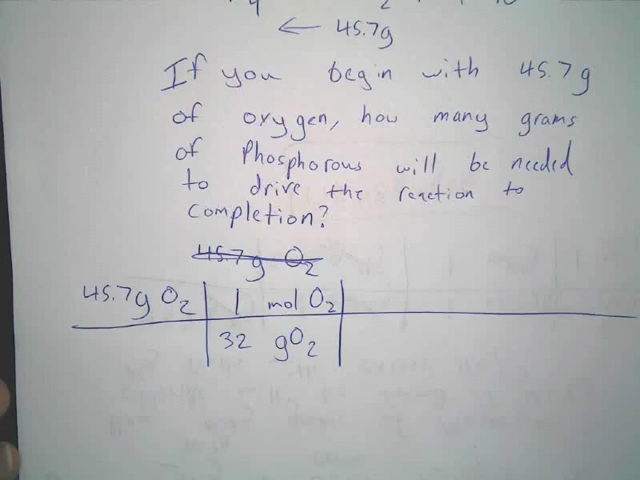 ← 45.7g
If you begin with 45.7g
of oxygen, how many grams
of Phosphorous will be needed
to drive the reaction to
completion?
45.7g O₂
45.7g O₂ | 1 mol O₂ |
32 gO₂